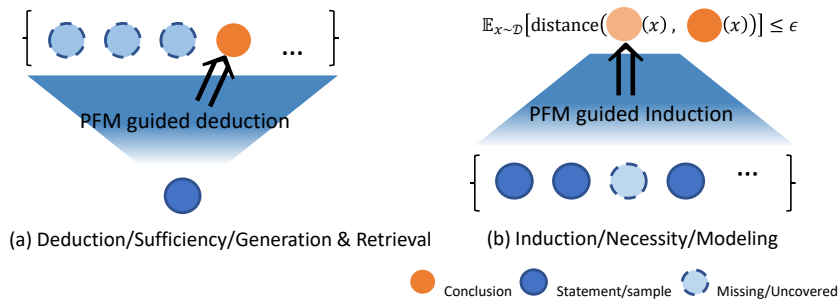 ...
PFM guided deduction
(a) Deduction/Sufficiency/Generation & Retrieval
𝔼ₓ~𝒟[distance( (x) , (x))] ≤ ϵ
PFM guided Induction
...
(b) Induction/Necessity/Modeling
Conclusion Statement/sample Missing/Uncovered